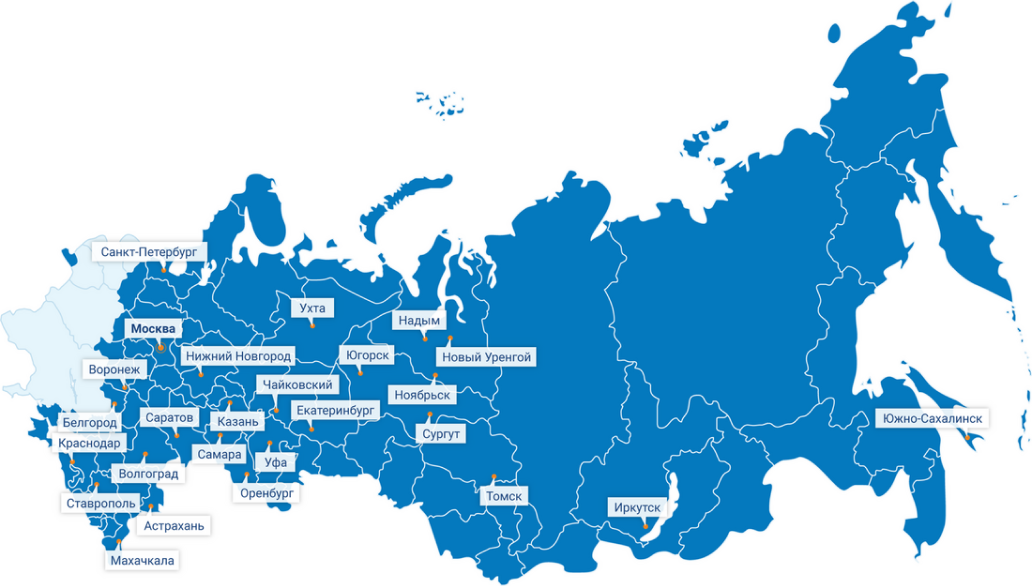 Санкт-Петербург
Ухта
Надым
Москва
Нижний Новгород
Югорск
Новый Уренгой
Воронеж
Чайковский
Ноябрьск
Екатеринбург
Саратов
Казань
Южно-Сахалинск
Белгород
Сургут
Краснодар
Самара
Уфа
Волгоград
Оренбург
Томск
Ставрополь
Иркутск
Астрахань
Махачкала